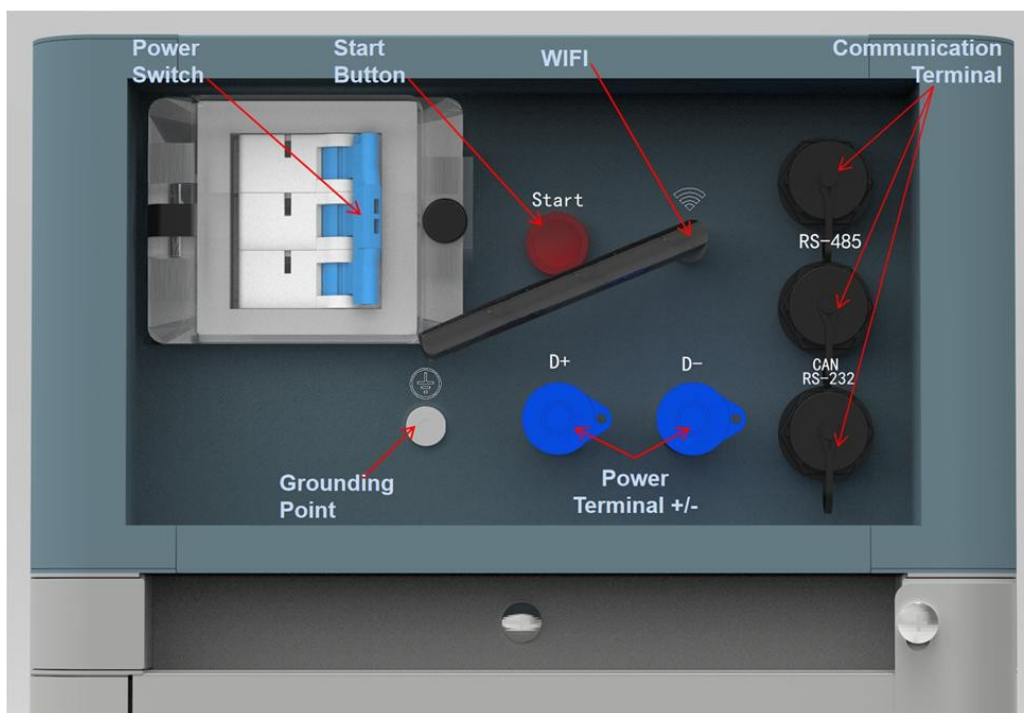 Power
Switch
Start
Button
WIFI
Communication
Terminal
Start
RS-485
D+
D-
CAN
RS-232
Grounding
Point
Power
Terminal +/-